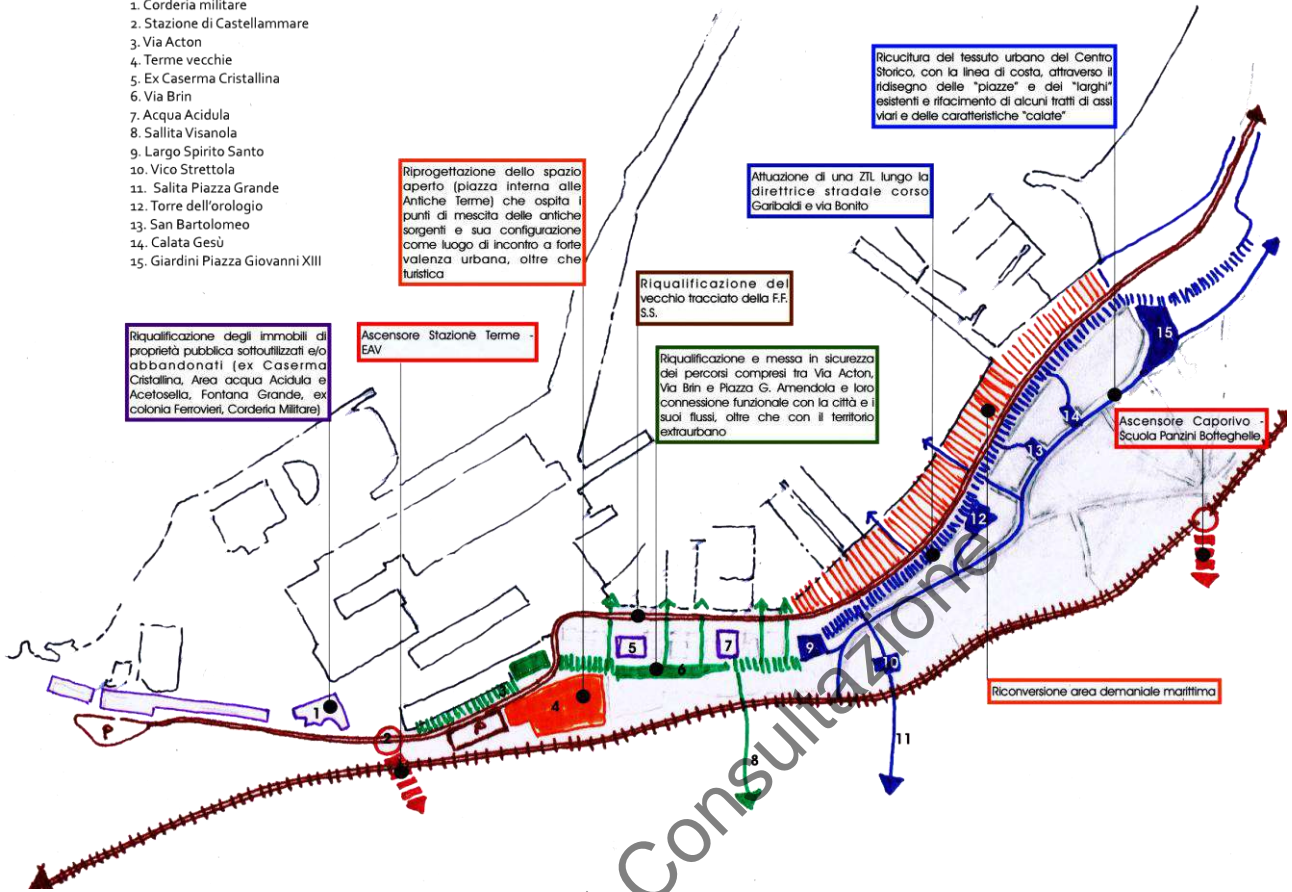 1. Corderia militare
2. Stazione di Castellammare
3. Via Acton
4. Terme vecchie
5. Ex Caserma Cristallina
6. Via Brin
7. Acqua Acidula
8. Sallita Visanola
9. Largo Spirito Santo
10. Vico Strettola
11. Salita Piazza Grande
12. Torre dell'orologio
13. San Bartolomeo
14. Calata Gesù
15. Giardini Piazza Giovanni XIII
Ricucitura del tessuto urbano del Centro
Storico, con la linea di costa, attraverso il
ridisegno delle "piazze" e dei "larghi"
esistenti e rifacimento di alcuni tratti di assi
viari e delle caratteristiche "calate"
Riprogettazione dello spazio
aperto (piazza interna alle
Antiche Terme) che ospita i
punti di mescita delle antiche
sorgenti e sua configurazione
come luogo di incontro a forte
valenza urbana, oltre che
turistica
Attuazione di una ZTL lungo la
direttrice stradale corso
Garibaldi e via Bonito
Riqualificazione del
vecchio tracciato della F.F.
S.S.
Riqualificazione degli immobili di
proprietà pubblica sottoutilizzati e/o
abbandonati (ex Caserma
Cristallina, Area acqua Acidula e
Acetosella, Fontana Grande, ex
colonia Ferrovieri, Corderia Militare)
Ascensore Stazione Terme -
EAV
Riqualificazione e messa in sicurezza
dei percorsi compresi tra Via Acton,
Via Brin e Piazza G. Amendola e loro
connessione funzionale con la città e i
suoi flussi, oltre che con il territorio
extraurbano
Ascensore Caporivo -
Scuola Panzini Botteghelle
Riconversione area demaniale marittima
15
14
13
12
5
7
9
10
6
3
4
1
2
P
P
8
11
Consultazione